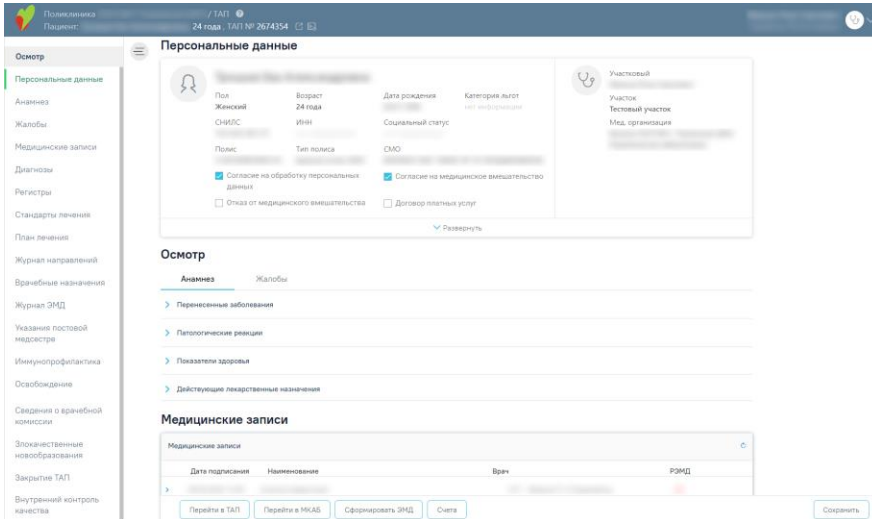 Поликлиника / ТАП
Пациент: 24 года , ТАП № 2674354
Осмотр
Персональные данные
Анамнез
Жалобы
Медицинские записи
Диагнозы
Регистры
Стандарты лечения
План лечения
Журнал направлений
Врачебные назначения
Журнал ЭМД
Указания постовой
медсестре
Иммунопрофилактика
Освобождение
Сведения о врачебной
комиссии
Злокачественные
новообразования
Закрытие ТАП
Внутренний контроль
качества
Персональные данные
Пол Возраст Дата рождения Категория льгот
Женский 24 года нет информации
СНИЛС ИНН Социальный статус
Полис Тип полиса СМО
Согласие на обработку персональных
данных
Согласие на медицинское вмешательство
Отказ от медицинского вмешательства
Договор платных услуг
Участковый
Участок
Тестовый участок
Мед. организация
Развернуть
Осмотр
Анамнез Жалобы
Перенесенные заболевания
Патологические реакции
Показатели здоровья
Действующие лекарственные назначения
Медицинские записи
Медицинские записи
Дата подписания Наименование Врач РЭМД
Перейти в ТАП Перейти в МКАБ Сформировать ЭМД Счета Сохранить